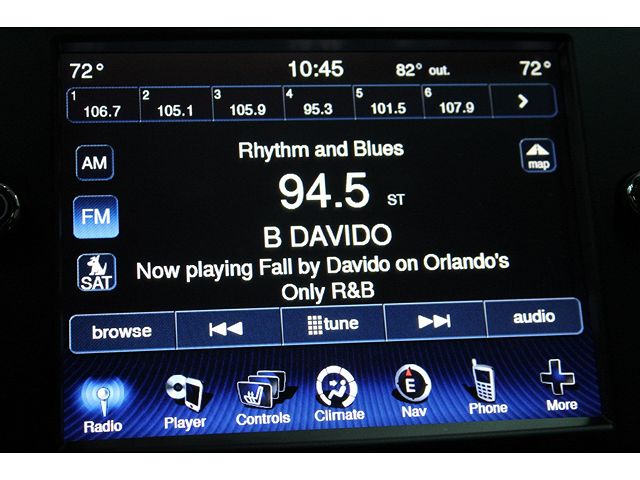 72° 10:45 82° out. 72°
1 106.7 2 105.1 3 105.9 4 95.3 5 101.5 6 107.9 >
AM Rhythm and Blues map
94.5 ST
FM
B DAVIDO
SAT Now playing Fall by Davido on Orlando's
Only R&B
browse tune audio
Radio Player Controls Climate E Nav Phone More